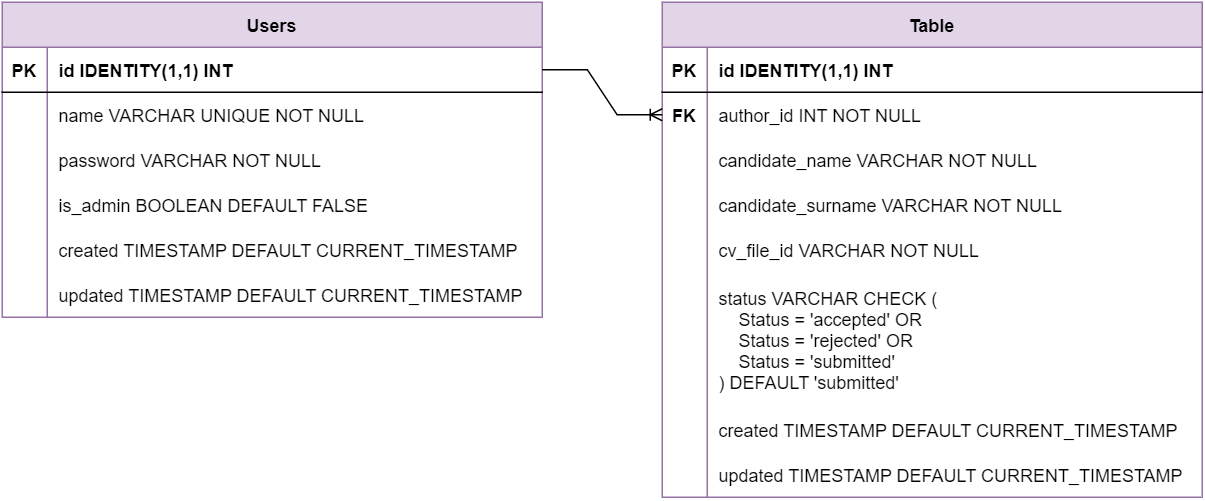 Users
PK id IDENTITY(1,1) INT
name VARCHAR UNIQUE NOT NULL
password VARCHAR NOT NULL
is_admin BOOLEAN DEFAULT FALSE
created TIMESTAMP DEFAULT CURRENT_TIMESTAMP
updated TIMESTAMP DEFAULT CURRENT_TIMESTAMP
Table
PK id IDENTITY(1,1) INT
FK author_id INT NOT NULL
candidate_name VARCHAR NOT NULL
candidate_surname VARCHAR NOT NULL
cv_file_id VARCHAR NOT NULL
status VARCHAR CHECK (
Status = 'accepted' OR
Status = 'rejected' OR
Status = 'submitted'
) DEFAULT 'submitted'
created TIMESTAMP DEFAULT CURRENT_TIMESTAMP
updated TIMESTAMP DEFAULT CURRENT_TIMESTAMP